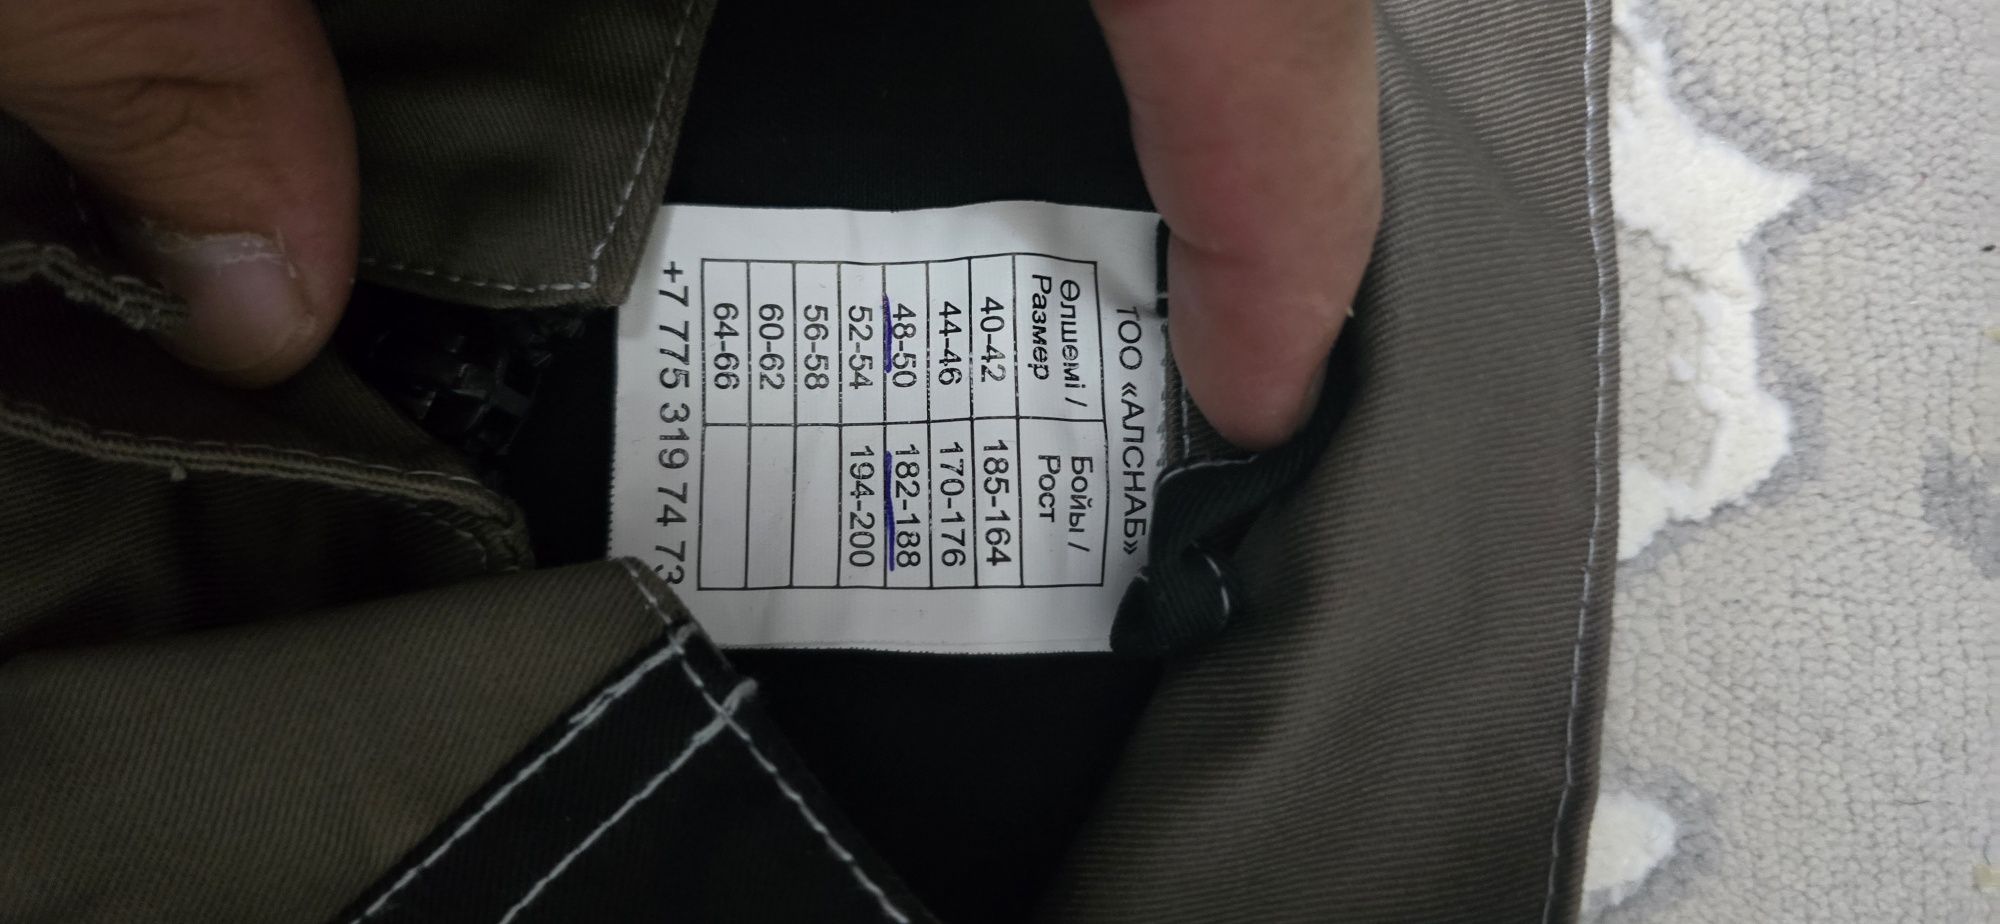 ТОО «АЛСНАБ»
Өлшемі / Бойы /
Размер Рост
40-42 185-164
44-46 170-176
48-50 182-188
52-54 194-200
56-58
60-62
64-66
+7 775 319 74 73